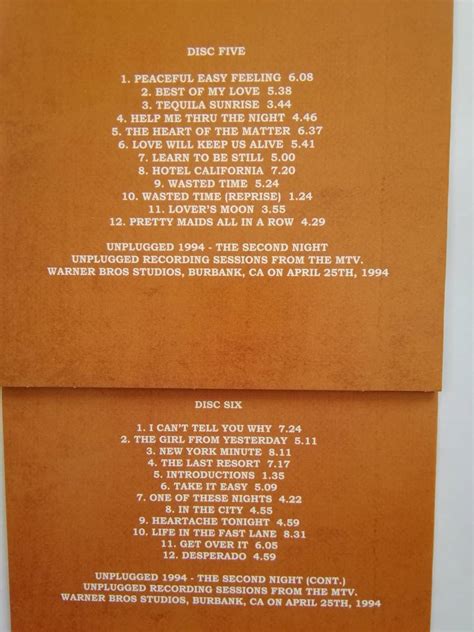 DISC FIVE
1. PEACEFUL EASY FEELING 6.08
2. BEST OF MY LOVE 5.38
3. TEQUILA SUNRISE 3.44
4. HELP ME THRU THE NIGHT 4.46
5. THE HEART OF THE MATTER 6.37
6. LOVE WILL KEEP US ALIVE 5.41
7. LEARN TO BE STILL 5.00
8. HOTEL CALIFORNIA 7.20
9. WASTED TIME 5.24
10. WASTED TIME (REPRISE) 1.24
11. LOVER'S MOON 3.55
12. PRETTY MAIDS ALL IN A ROW 4.29
UNPLUGGED 1994 - THE SECOND NIGHT
UNPLUGGED RECORDING SESSIONS FROM THE MTV.
WARNER BROS STUDIOS, BURBANK, CA ON APRIL 25TH, 1994
DISC SIX
1. I CAN'T TELL YOU WHY 7.24
2. THE GIRL FROM YESTERDAY 5.11
3. NEW YORK MINUTE 8.11
4. THE LAST RESORT 7.17
5. INTRODUCTIONS 1.35
6. TAKE IT EASY 5.09
7. ONE OF THESE NIGHTS 4.22
8. IN THE CITY 4.55
9. HEARTACHE TONIGHT 4.59
10. LIFE IN THE FAST LANE 8.31
11. GET OVER IT 6.05
12. DESPERADO 4.59
UNPLUGGED 1994 - THE SECOND NIGHT (CONT.)
UNPLUGGED RECORDING SESSIONS FROM THE MTV.
WARNER BROS STUDIOS, BURBANK, CA ON APRIL 25TH, 1994